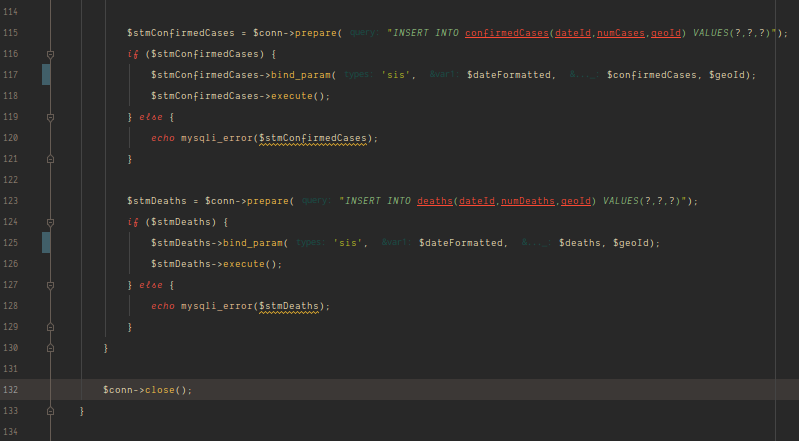 114
115 $stmConfirmedCases = $conn->prepare( query: "INSERT INTO confirmedCases(dateId,numCases,geoId) VALUES(?,?,?)");
116 if ($stmConfirmedCases) {
117 $stmConfirmedCases->bind_param( types: 'sis', &var1: $dateFormatted, &..._: $confirmedCases, $geoId);
118 $stmConfirmedCases->execute();
119 } else {
120 echo mysqli_error($stmConfirmedCases);
121 }
122
123 $stmDeaths = $conn->prepare( query: "INSERT INTO deaths(dateId,numDeaths,geoId) VALUES(?,?,?)");
124 if ($stmDeaths) {
125 $stmDeaths->bind_param( types: 'sis', &var1: $dateFormatted, &..._: $deaths, $geoId);
126 $stmDeaths->execute();
127 } else {
128 echo mysqli_error($stmDeaths);
129 }
130 }
131
132 $conn->close();
133 }
134